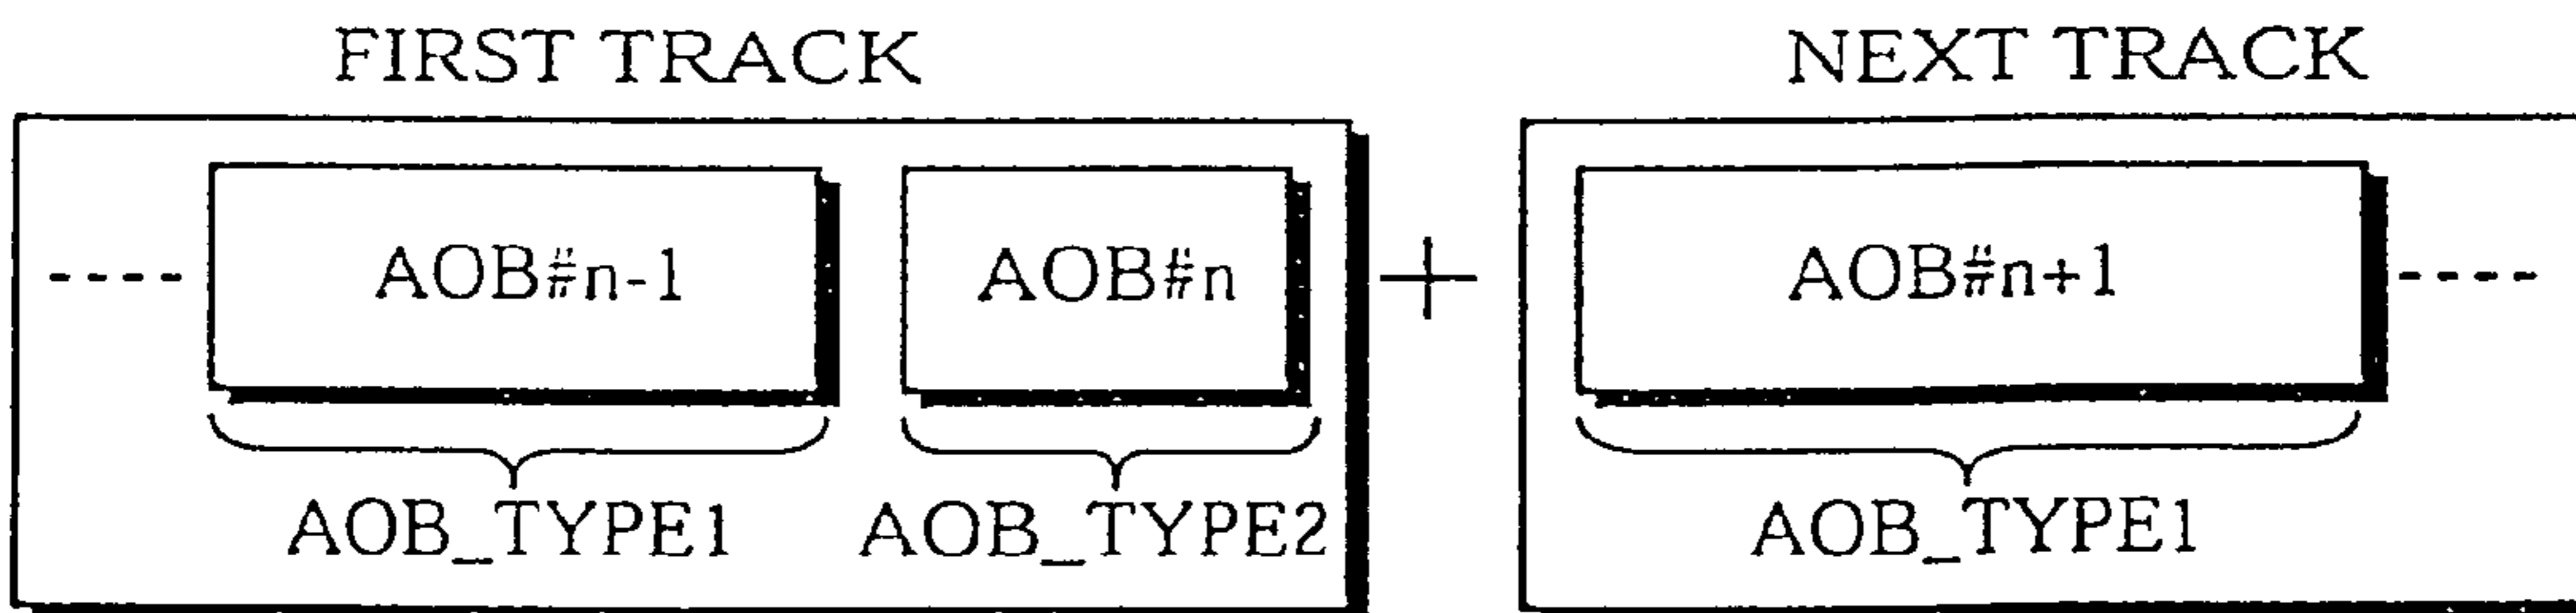 FIRST TRACK NEXT TRACK
---- AOB#n-1 AOB#n + AOB#n+1 ----
AOB_TYPE1 AOB_TYPE2 AOB_TYPE1